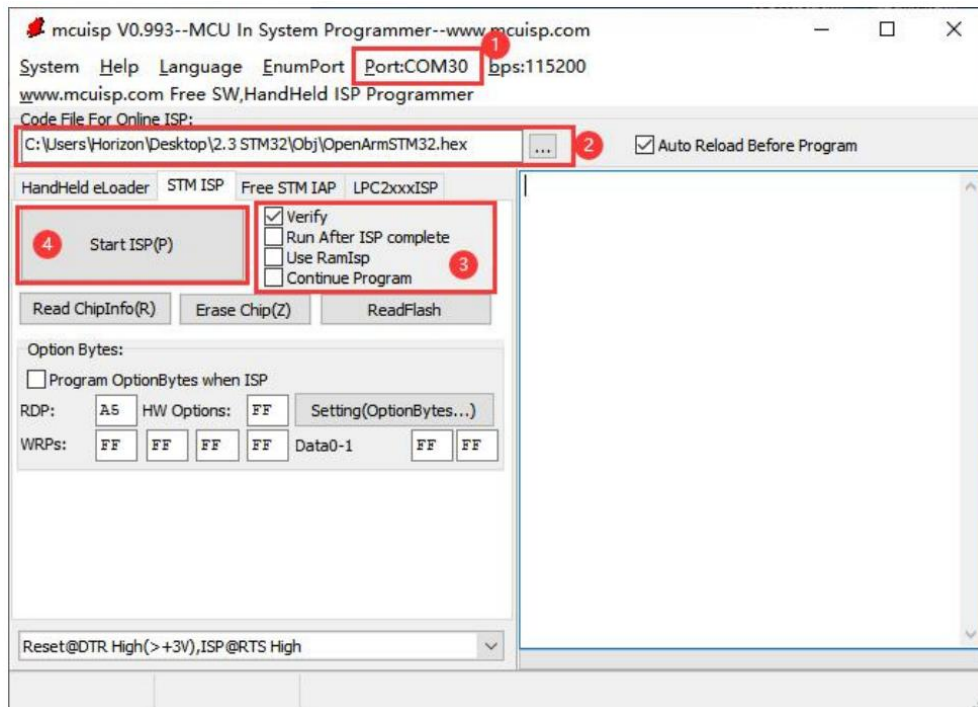 mcuisp V0.993--MCU In System Programmer--www.mcuisp.com
1
System Help Language EnumPort Port:COM30 bps:115200
www.mcuisp.com Free SW,HandHeld ISP Programmer
Code File For Online ISP:
C:\Users\Horizon\Desktop\2.3 STM32\Obj\OpenArmSTM32.hex ... 2 Auto Reload Before Program
HandHeld eLoader STM ISP Free STM IAP LPC2xxxISP
Verify
Run After ISP complete
4 Start ISP(P)
Use RamIsp
3
Continue Program
Read ChipInfo(R) Erase Chip(Z) ReadFlash
Option Bytes:
Program OptionBytes when ISP
RDP: A5 HW Options: FF Setting(OptionBytes...)
WRPs: FF FF FF FF Data0-1 FF FF
Reset@DTR High(>+3V),ISP@RTS High